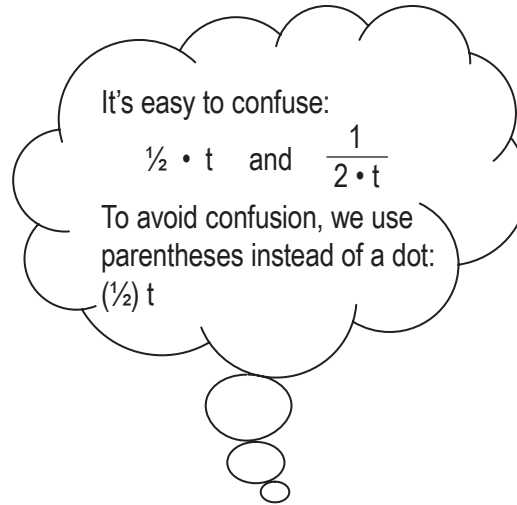 It's easy to confuse:
½ • t and 1
2 • t
To avoid confusion, we use
parentheses instead of a dot:
(½) t